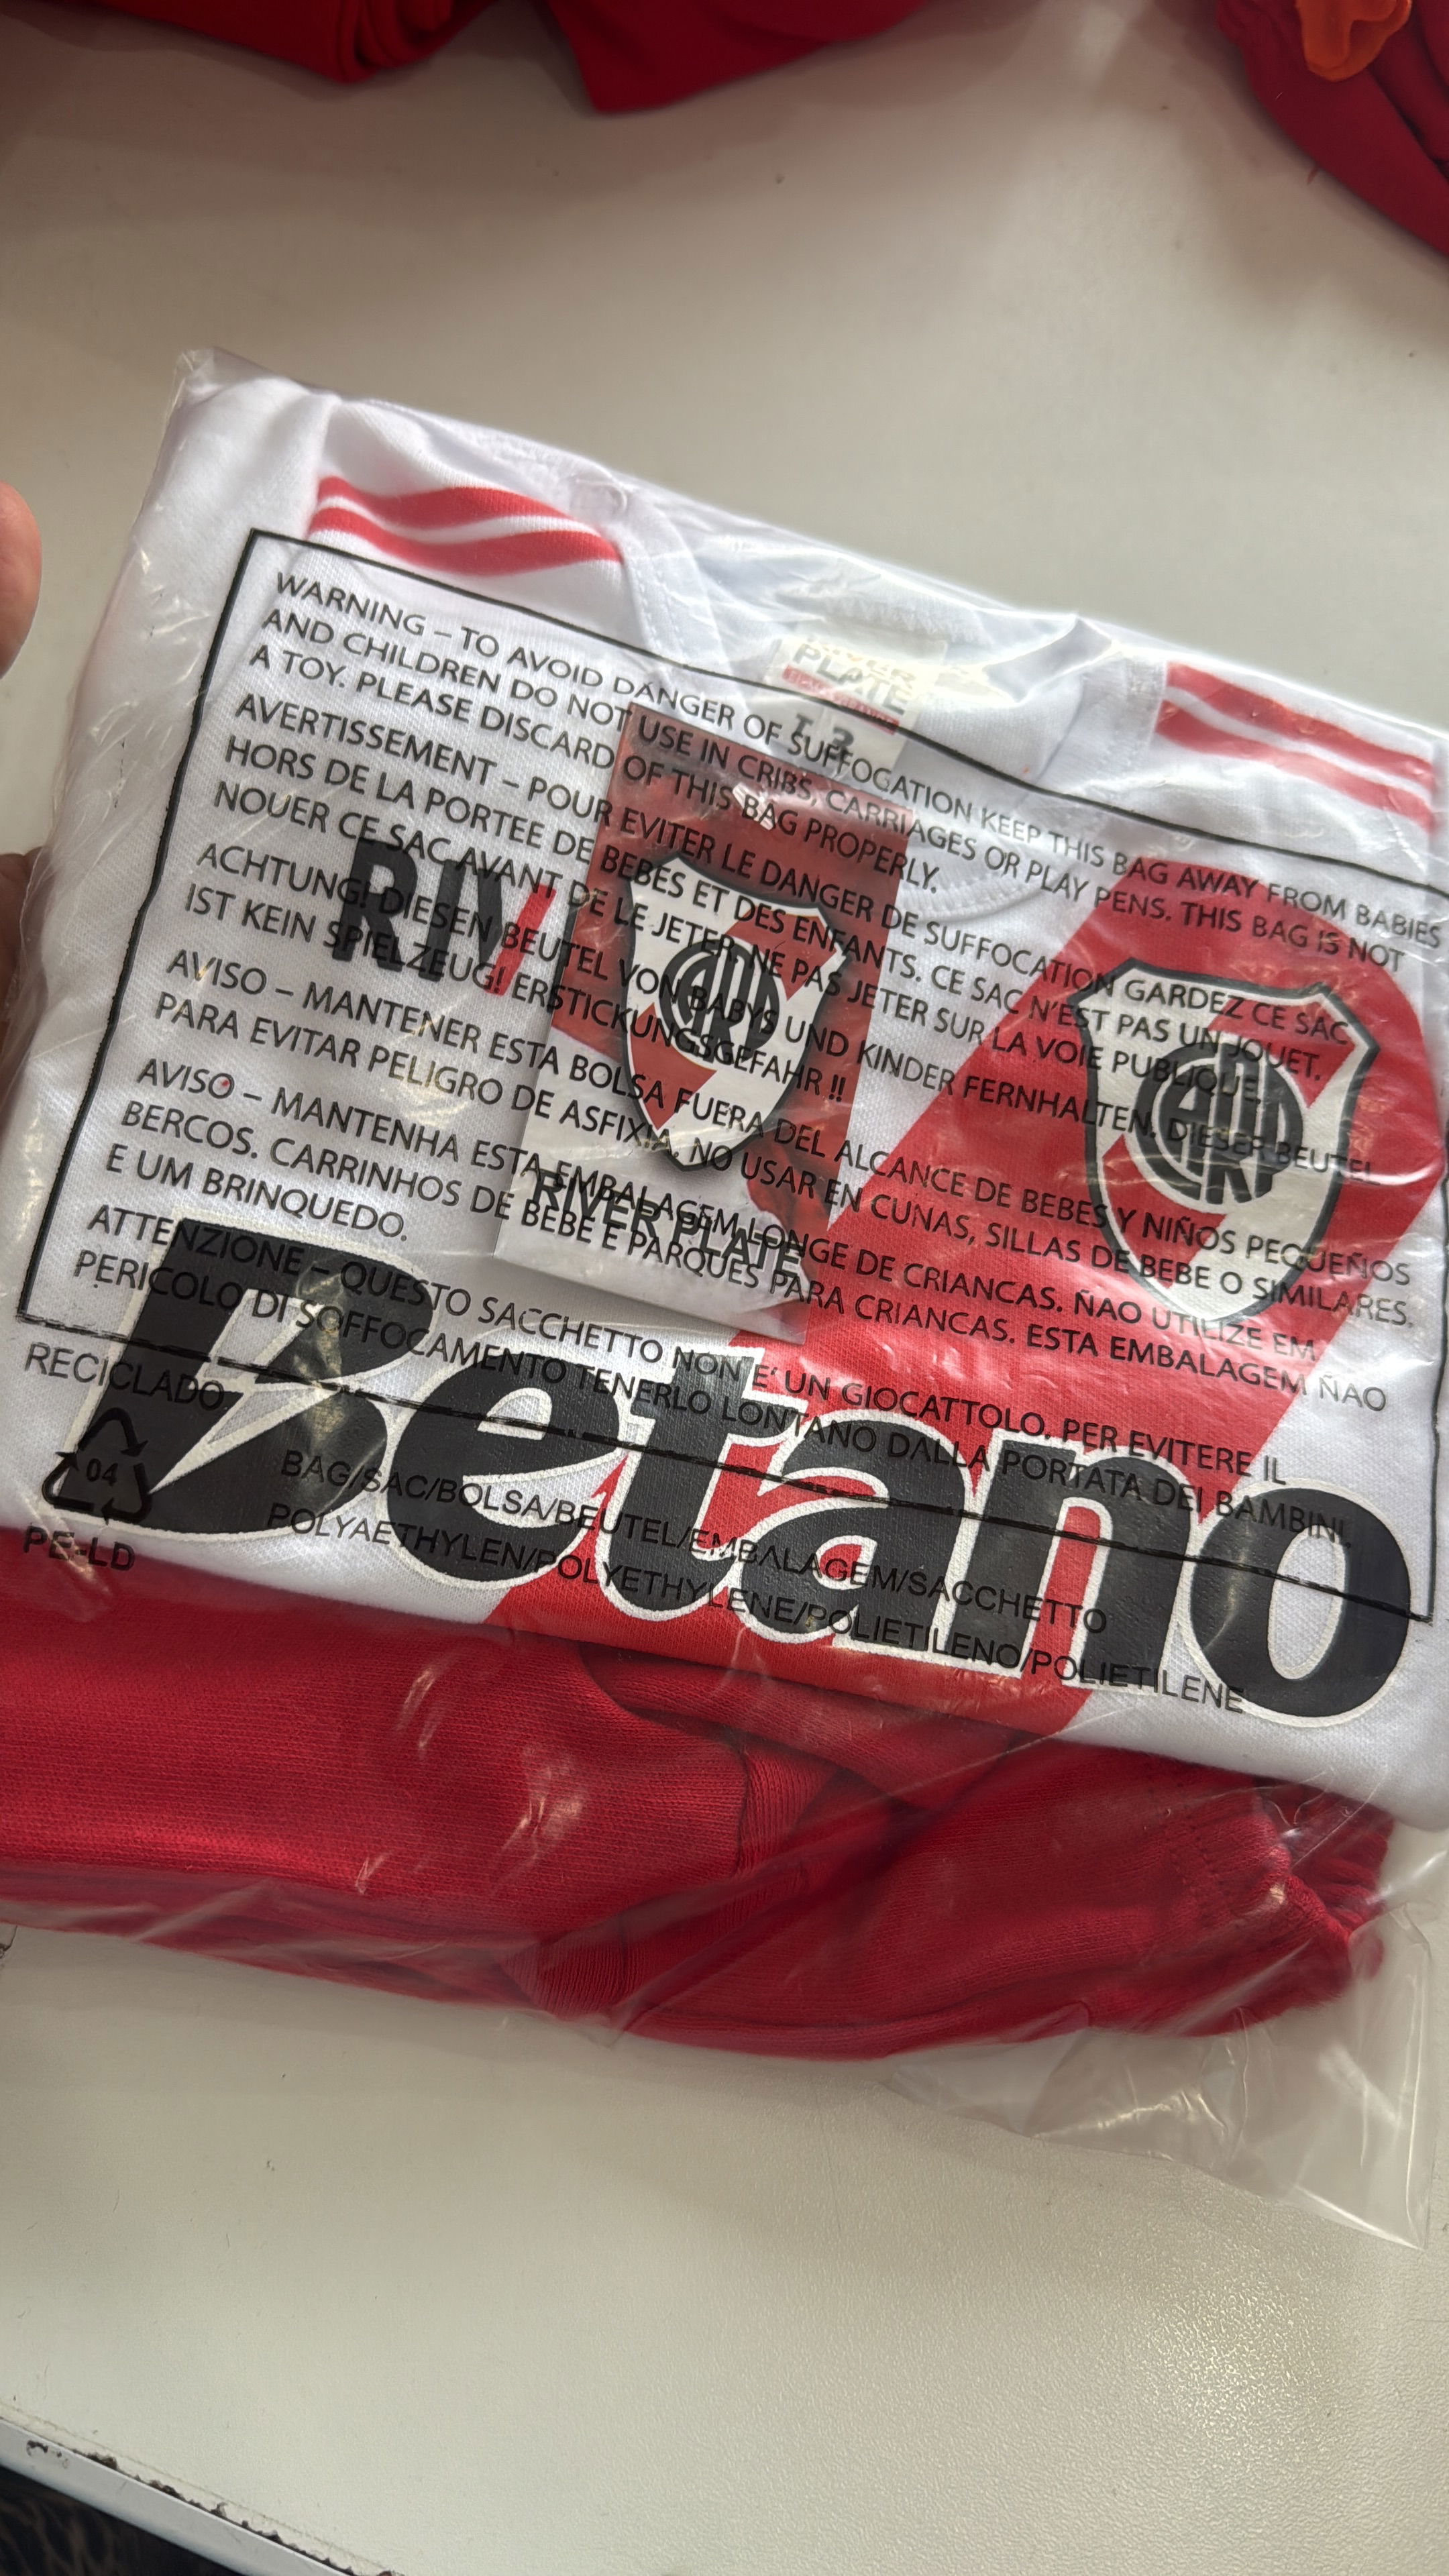 PLATE
T. 3
WARNING – TO AVOID DANGER OF SUFFOGATION KEEP THIS BAG AWAY FROM BABIES
AND CHILDREN DO NOT USE IN CRIBS, CARRIAGES OR PLAY PENS. THIS BAG IS NOT
A TOY. PLEASE DISCARD OF THIS BAG PROPERLY.
AVERTISSEMENT – POUR EVITER LE DANGER DE SUFFOCATION GARDEZ CE SAC
HORS DE LA PORTEE DE BEBES ET DES ENFANTS. CE SAC N'EST PAS UN JOUET.
NOUER CE SAC AVANT DE LE JETER, NE PAS JETER SUR LA VOIE PUBLIQUE.
ACHTUNG! DIESEN BEUTEL VON BABYS UND KINDER FERNHALTEN. DIESER BEUTEL
IST KEIN SPIELZEUG! ERSTICKUNGSGEFAHR !!
AVISO – MANTENER ESTA BOLSA FUERA DEL ALCANCE DE BEBES Y NIÑOS PEQUEÑOS
PARA EVITAR PELIGRO DE ASFIXIA. NO USAR EN CUNAS, SILLAS DE BEBE O SIMILARES.
AVISO – MANTENHA ESTA EMBALAGEM LONGE DE CRIANCAS. ÑAO UTILIZE EM
BERCOS. CARRINHOS DE BEBE E PARQUES PARA CRIANCAS. ESTA EMBALAGEM ÑAO
E UM BRINQUEDO.
ATTENZIONE – QUESTO SACCHETTO NON E' UN GIOCATTOLO. PER EVITERE IL
PERICOLO DI SOFFOCAMENTO TENERLO LONTANO DALLA PORTATA DEI BAMBINI.
RIV
CARP
RIVER PLATE
CARP
Betano
RECICLADO
04
PE-LD
BAG/SAC/BOLSA/BEUTEL/EMBALAGEM/SACCHETTO
POLYAETHYLEN/POLYETHYLENE/POLIETILENO/POLIETILENE